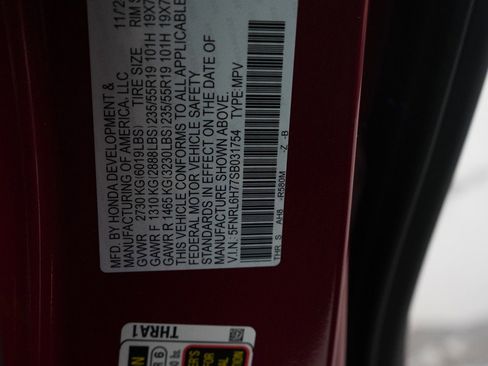 MFD. BY HONDA DEVELOPMENT & 11/2
MANUFACTURING OF AMERICA, LLC
GVWR 2730 KG(6019LBS) TIRE SIZE RIM S
GAWR F 1310 KG(2888LBS)235/55R19 101H 19X7
GAWR R 1465 KG(3230LBS)235/55R19 101H 19X7
THIS VEHICLE CONFORMS TO ALL APPLICABLE
FEDERAL MOTOR VEHICLE SAFETY
STANDARDS IN EFFECT ON THE DATE OF
MANUFACTURE SHOWN ABOVE.
V.I.N.: 5FNRL6H77SB031754 TYPE:MPV
THR S AH8 -R580M -Z -B
THRA1